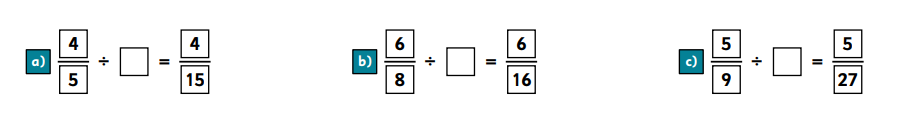 a) 4/5 ÷ □ = 4/15
b) 6/8 ÷ □ = 6/16
c) 5/9 ÷ □ = 5/27